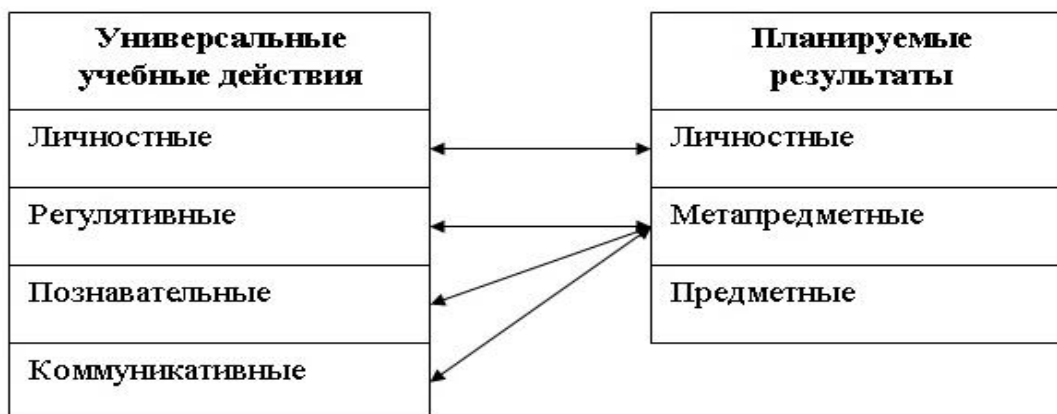 Универсальные
учебные действия
Личностные
Регулятивные
Познавательные
Коммуникативные
Планируемые
результаты
Личностные
Метапредметные
Предметные